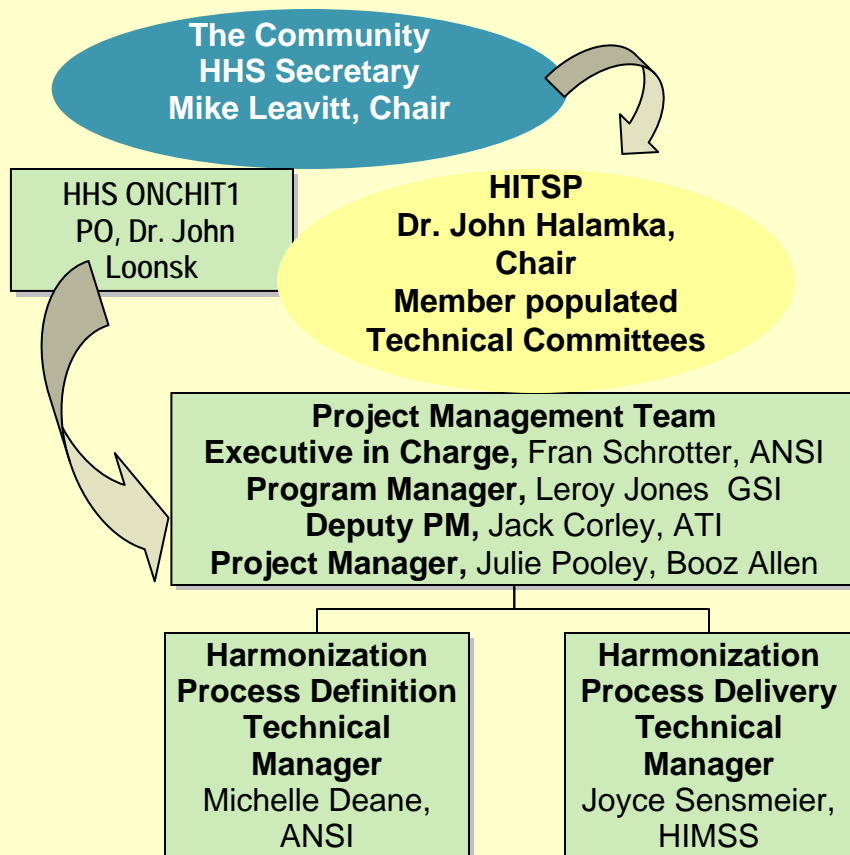 The Community
HHS Secretary
Mike Leavitt, Chair
HHS ONCHIT1
PO, Dr. John
Loonsk
HITSP
Dr. John Halamka,
Chair
Member populated
Technical Committees
Project Management Team
Executive in Charge, Fran Schrotter, ANSI
Program Manager, Leroy Jones  GSI
Deputy PM, Jack Corley, ATI
Project Manager, Julie Pooley, Booz Allen
Harmonization
Process Definition
Technical
Manager
Michelle Deane,
ANSI
Harmonization
Process Delivery
Technical
Manager
Joyce Sensmeier,
HIMSS